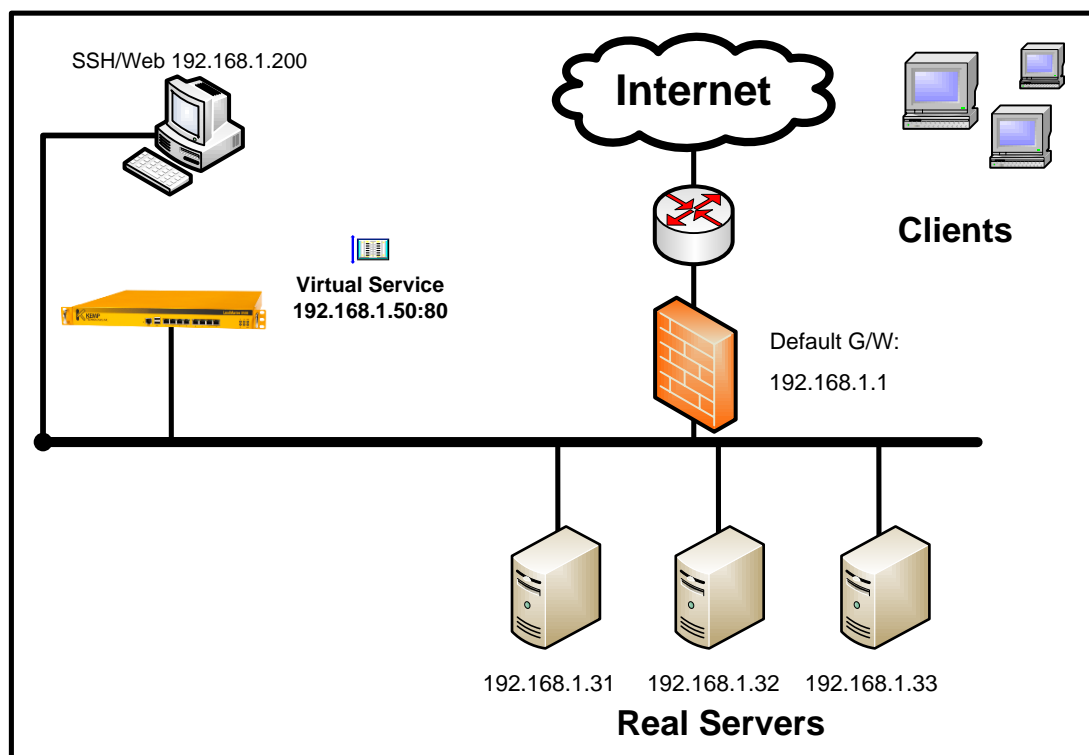 SSH/Web 192.168.1.200
Internet
Clients
Virtual Service
192.168.1.50:80
KEMP
Default G/W:
192.168.1.1
192.168.1.31
192.168.1.32
192.168.1.33
Real Servers